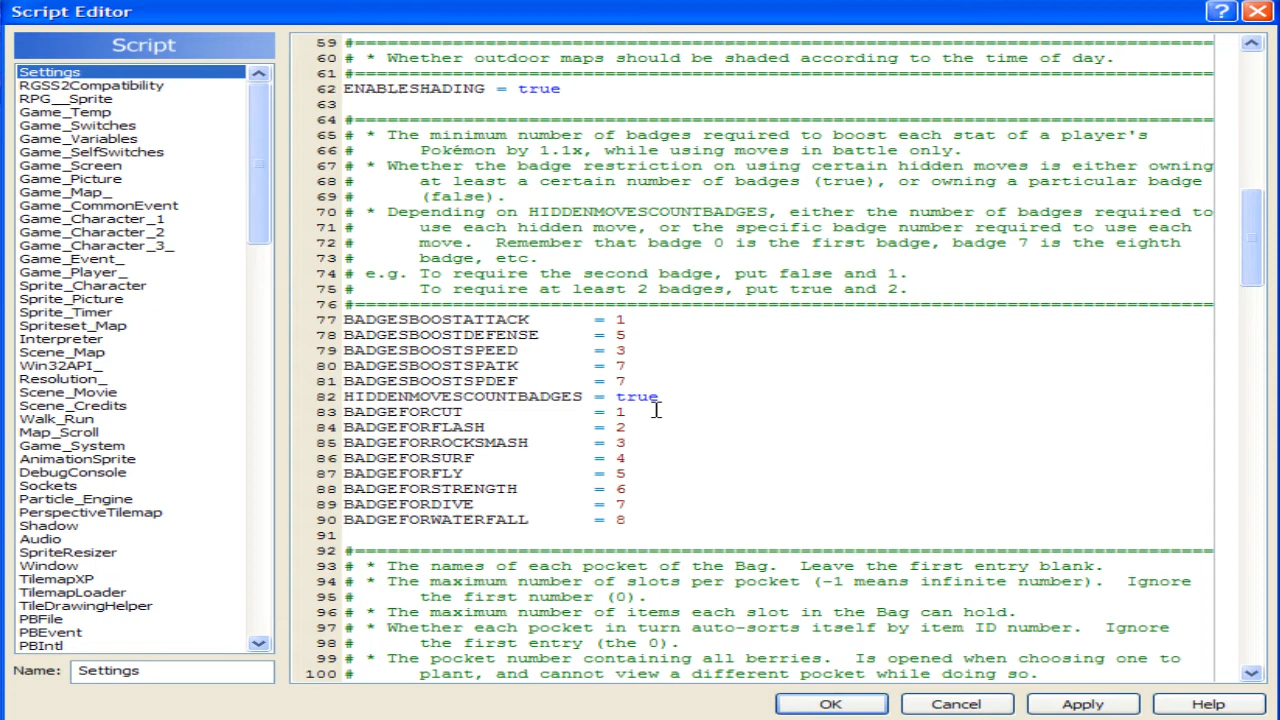 Script Editor
Script
Settings
RGSS2Compatibility
RPG__Sprite
Game_Temp
Game_Switches
Game_Variables
Game_SelfSwitches
Game_Screen
Game_Picture
Game_Map_
Game_CommonEvent
Game_Character_1
Game_Character_2
Game_Character_3_
Game_Event_
Game_Player_
Sprite_Character
Sprite_Picture
Sprite_Timer
Spriteset_Map
Interpreter
Scene_Map
Win32API_
Resolution_
Scene_Movie
Scene_Credits
Walk_Run
Map_Scroll
Game_System
AnimationSprite
DebugConsole
Sockets
Particle_Engine
PerspectiveTilemap
Shadow
Audio
SpriteResizer
Window
TilemapXP
TilemapLoader
TileDrawingHelper
PBFile
PBEvent
PBIntl
Name: Settings
59 #===============================================================================
60 # * Whether outdoor maps should be shaded according to the time of day.
61 #===============================================================================
62 ENABLESHADING = true
63
64 #===============================================================================
65 # * The minimum number of badges required to boost each stat of a player's
66 #      Pokémon by 1.1x, while using moves in battle only.
67 # * Whether the badge restriction on using certain hidden moves is either owning
68 #      at least a certain number of badges (true), or owning a particular badge
69 #      (false).
70 # * Depending on HIDDENMOVESCOUNTBADGES, either the number of badges required to
71 #      use each hidden move, or the specific badge number required to use each
72 #      move.  Remember that badge 0 is the first badge, badge 7 is the eighth
73 #      badge, etc.
74 # e.g. To require the second badge, put false and 1.
75 #      To require at least 2 badges, put true and 2.
76 #===============================================================================
77 BADGESBOOSTATTACK      = 1
78 BADGESBOOSTDEFENSE     = 5
79 BADGESBOOSTSPEED       = 3
80 BADGESBOOSTSPATK       = 7
81 BADGESBOOSTSPDEF       = 7
82 HIDDENMOVESCOUNTBADGES = true
83 BADGEFORCUT            = 1
84 BADGEFORFLASH          = 2
85 BADGEFORROCKSMASH      = 3
86 BADGEFORSURF           = 4
87 BADGEFORFLY            = 5
88 BADGEFORSTRENGTH       = 6
89 BADGEFORDIVE           = 7
90 BADGEFORWATERFALL      = 8
91
92 #===============================================================================
93 # * The names of each pocket of the Bag.  Leave the first entry blank.
94 # * The maximum number of slots per pocket (-1 means infinite number).  Ignore
95 #      the first number (0).
96 # * The maximum number of items each slot in the Bag can hold.
97 # * Whether each pocket in turn auto-sorts itself by item ID number.  Ignore
98 #      the first entry (the 0).
99 # * The pocket number containing all berries.  Is opened when choosing one to
100 #      plant, and cannot view a different pocket while doing so.
OK
Cancel
Apply
Help